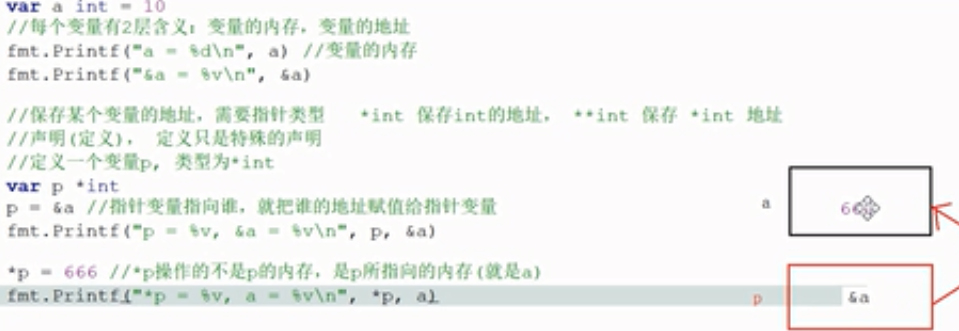 var a int = 10
//每个变量有2层含义：变量的内存，变量的地址
fmt.Printf("a = %d\n", a) //变量的内存
fmt.Printf("&a = %v\n", &a)
//保存某个变量的地址，需要指针类型   *int 保存int的地址， **int 保存 *int 地址
//声明(定义)， 定义只是特殊的声明
//定义一个变量p, 类型为*int
var p *int
p = &a //指针变量指向谁，就把谁的地址赋值给指针变量
fmt.Printf("p = %v, &a = %v\n", p, &a)
a
*p = 666 //*p操作的不是p的内存，是p所指向的内存(就是a)
fmt.Printf("*p = %v, a = %v\n", *p, a)
p
&a